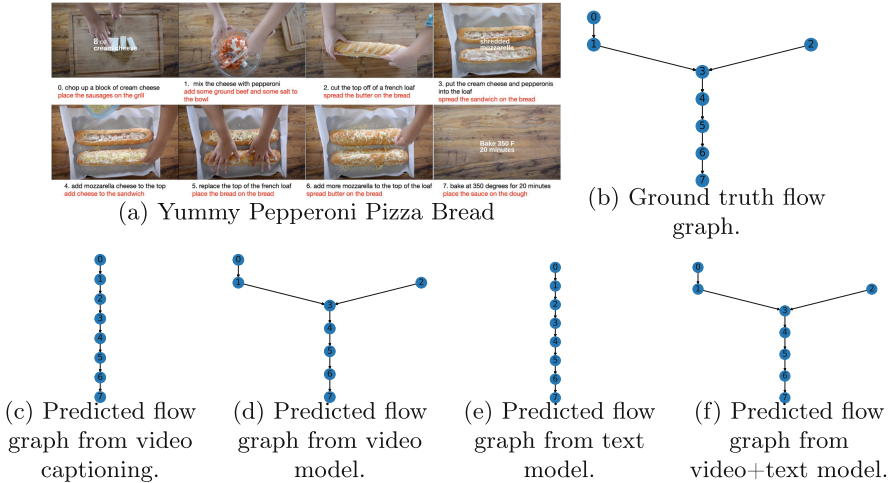 8 oz
cream cheese
shredded
mozzarella
0. chop up a block of cream cheese
place the sausages on the grill
1. mix the cheese with pepperoni
add some ground beef and some salt to
the bowl
2. cut the top off of a french loaf
spread the butter on the bread
3. put the cream cheese and pepperonis
into the loaf
spread the sandwich on the bread
Bake 350 F
20 minutes
4. add mozzarella cheese to the top
add cheese to the sandwich
5. replace the top of the french loaf
place the bread on the bread
6. add more mozzarella to the top of the loaf
spread butter on the bread
7. bake at 350 degrees for 20 minutes
place the sauce on the dough
(a) Yummy Pepperoni Pizza Bread
0
1
2
3
4
5
6
7
(b) Ground truth flow
graph.
0
1
2
3
4
5
6
7
(c) Predicted flow
graph from video
captioning.
0
1
2
3
4
5
6
7
(d) Predicted flow
graph from video
model.
0
1
2
3
4
5
6
7
(e) Predicted flow
graph from text
model.
0
1
2
3
4
5
6
7
(f) Predicted flow
graph from
video+text model.